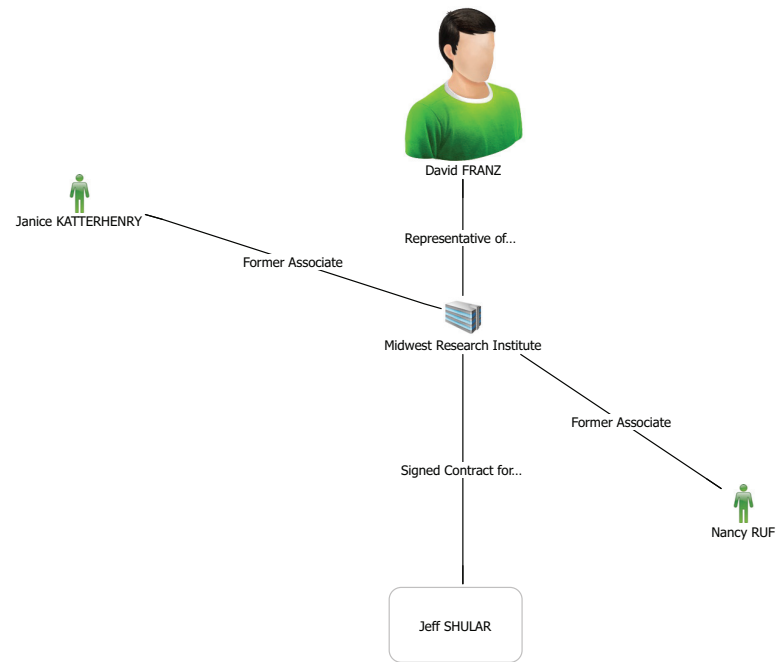 David FRANZ
Janice KATTERHENRY
Representative of...
Former Associate
Midwest Research Institute
Former Associate
Signed Contract for...
Nancy RUF
Jeff SHULAR